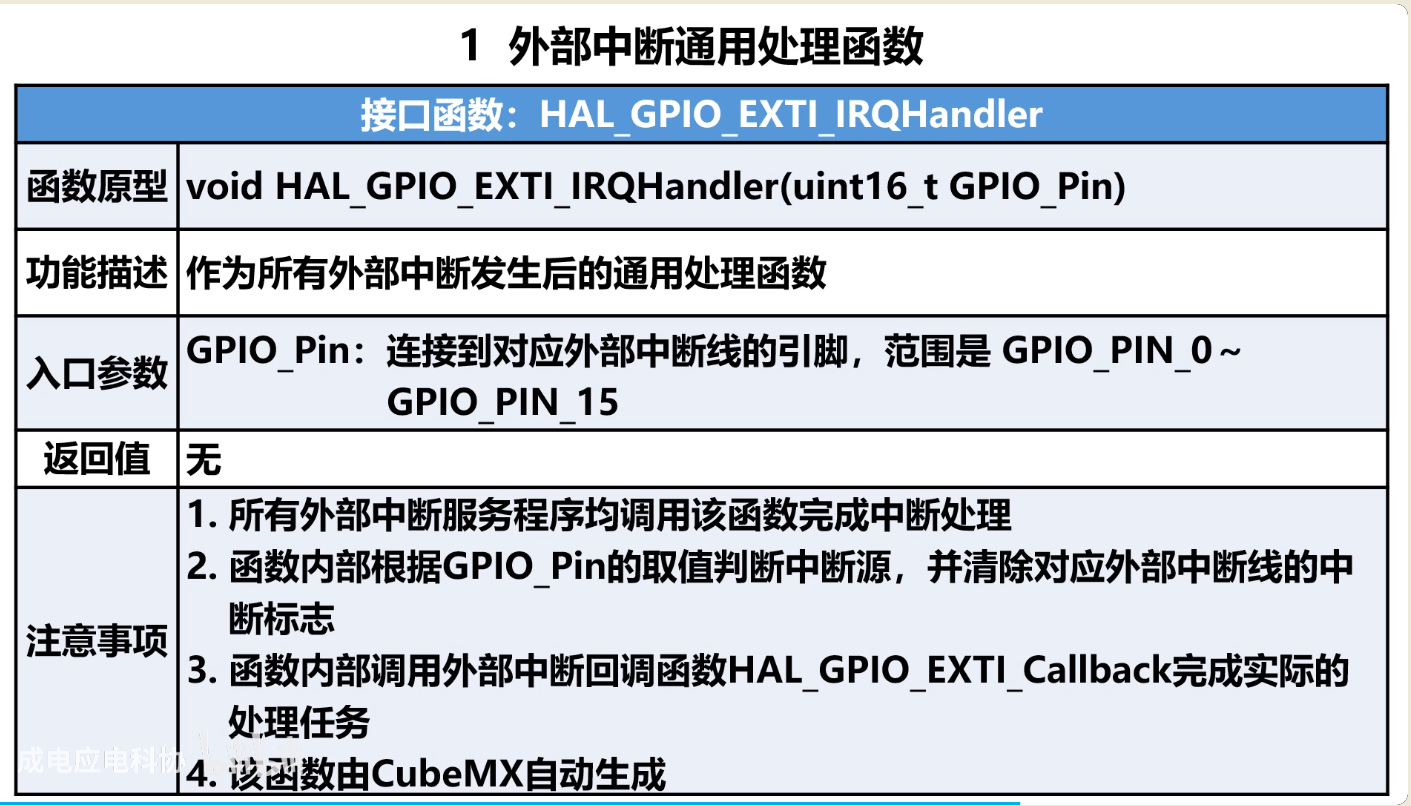 1 外部中断通用处理函数
接口函数：HAL_GPIO_EXTI_IRQHandler
函数原型 void HAL_GPIO_EXTI_IRQHandler(uint16_t GPIO_Pin)
功能描述 作为所有外部中断发生后的通用处理函数
入口参数 GPIO_Pin：连接到对应外部中断线的引脚，范围是 GPIO_PIN_0～
GPIO_PIN_15
返回值 无
注意事项
1. 所有外部中断服务程序均调用该函数完成中断处理
2. 函数内部根据GPIO_Pin的取值判断中断源，并清除对应外部中断线的中
断标志
3. 函数内部调用外部中断回调函数HAL_GPIO_EXTI_Callback完成实际的
处理任务
成电应电科协
4. 该函数由CubeMX自动生成